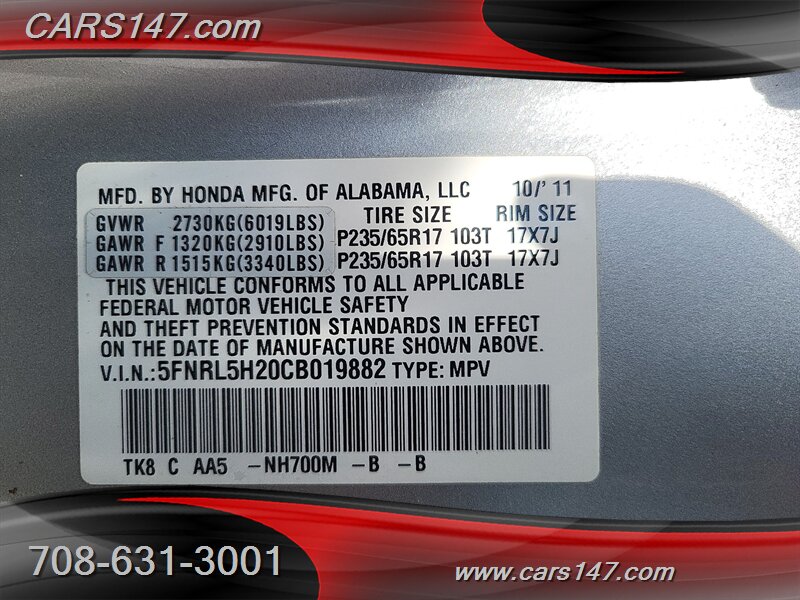 CARS147.com
MFD. BY HONDA MFG. OF ALABAMA, LLC 10/'11
GVWR 2730KG(6019LBS) TIRE SIZE RIM SIZE
GAWR F 1320KG(2910LBS) P235/65R17 103T 17X7J
GAWR R 1515KG(3340LBS) P235/65R17 103T 17X7J
THIS VEHICLE CONFORMS TO ALL APPLICABLE
FEDERAL MOTOR VEHICLE SAFETY
AND THEFT PREVENTION STANDARDS IN EFFECT
ON THE DATE OF MANUFACTURE SHOWN ABOVE.
V.I.N.:5FNRL5H20CB019882 TYPE: MPV
TK8 C AA5 -NH700M -B -B
708-631-3001
www.cars147.com